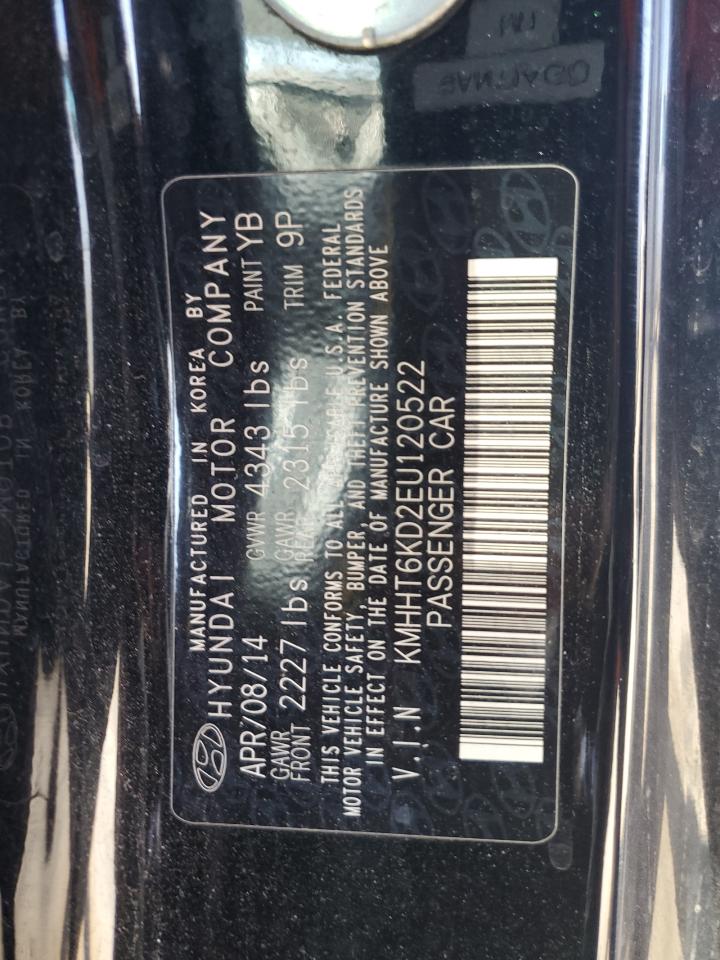 MANUFACTURED IN KOREA BY
HYUNDAI MOTOR COMPANY
APR/08/14 GVWR 4343 lbs PAINT YB
GAWR FRONT 2227 lbs GAWR REAR 2315 lbs TRIM 9P
THIS VEHICLE CONFORMS TO ALL APPLICABLE U.S.A. FEDERAL
MOTOR VEHICLE SAFETY, BUMPER, AND THEFT PREVENTION STANDARDS
IN EFFECT ON THE DATE OF MANUFACTURE SHOWN ABOVE
V.I.N KMHHT6KD2EU120522
PASSENGER CAR